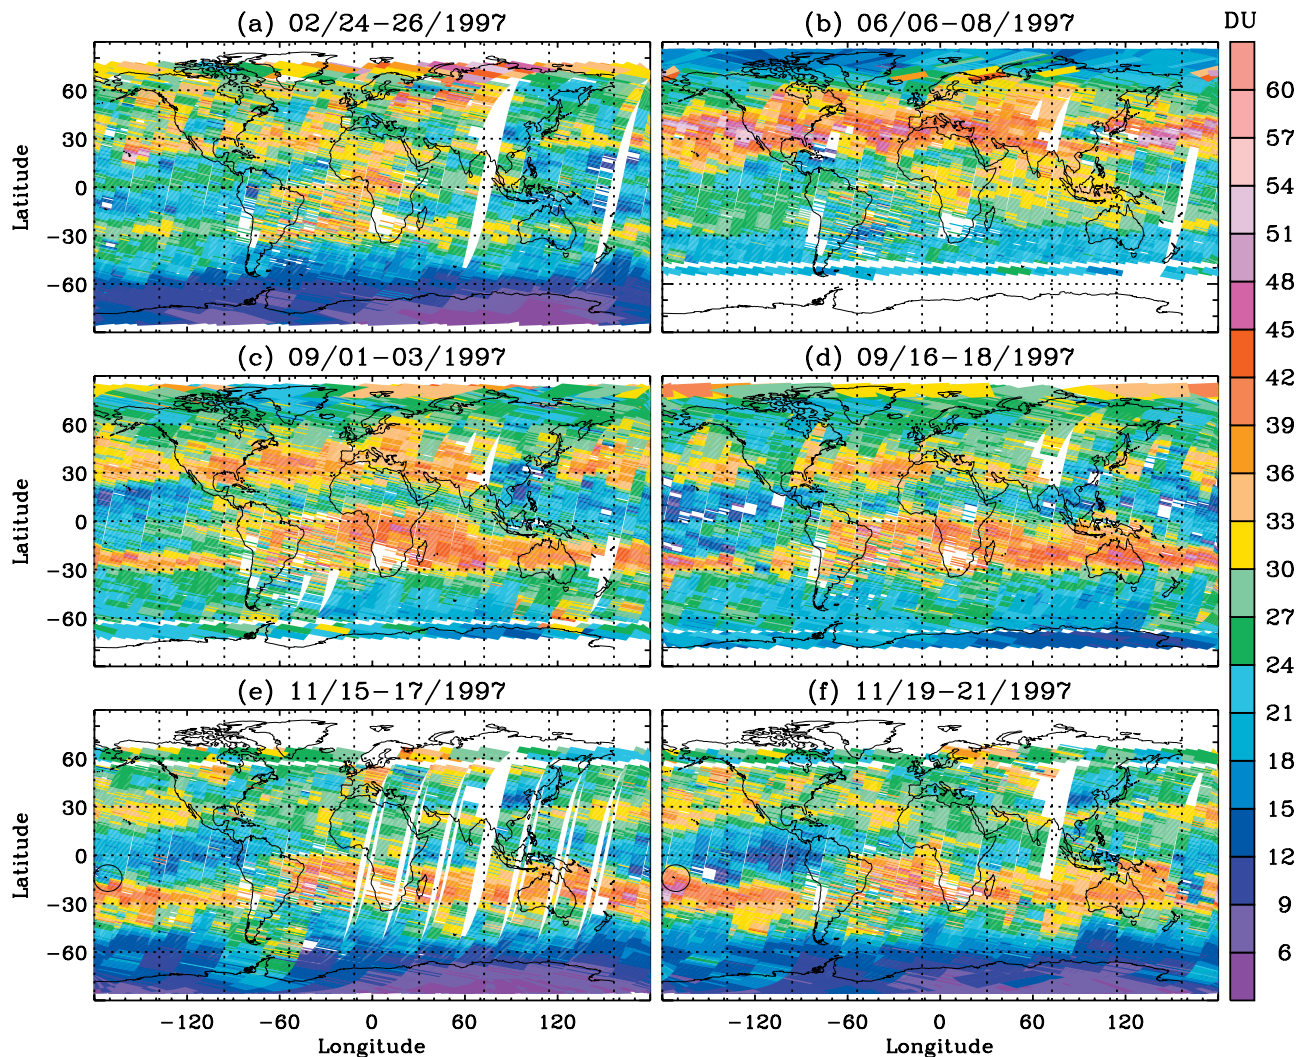 (a) 02/24-26/1997
(b) 06/06-08/1997
DU
Latitude
60
30
0
-30
-60
60
57
54
51
48
45
42
39
36
33
30
27
24
21
18
15
12
9
6
(c) 09/01-03/1997
(d) 09/16-18/1997
Latitude
60
30
0
-30
-60
(e) 11/15-17/1997
(f) 11/19-21/1997
Latitude
60
30
0
-30
-60
-120 -60 0 60 120
-120 -60 0 60 120
Longitude
Longitude